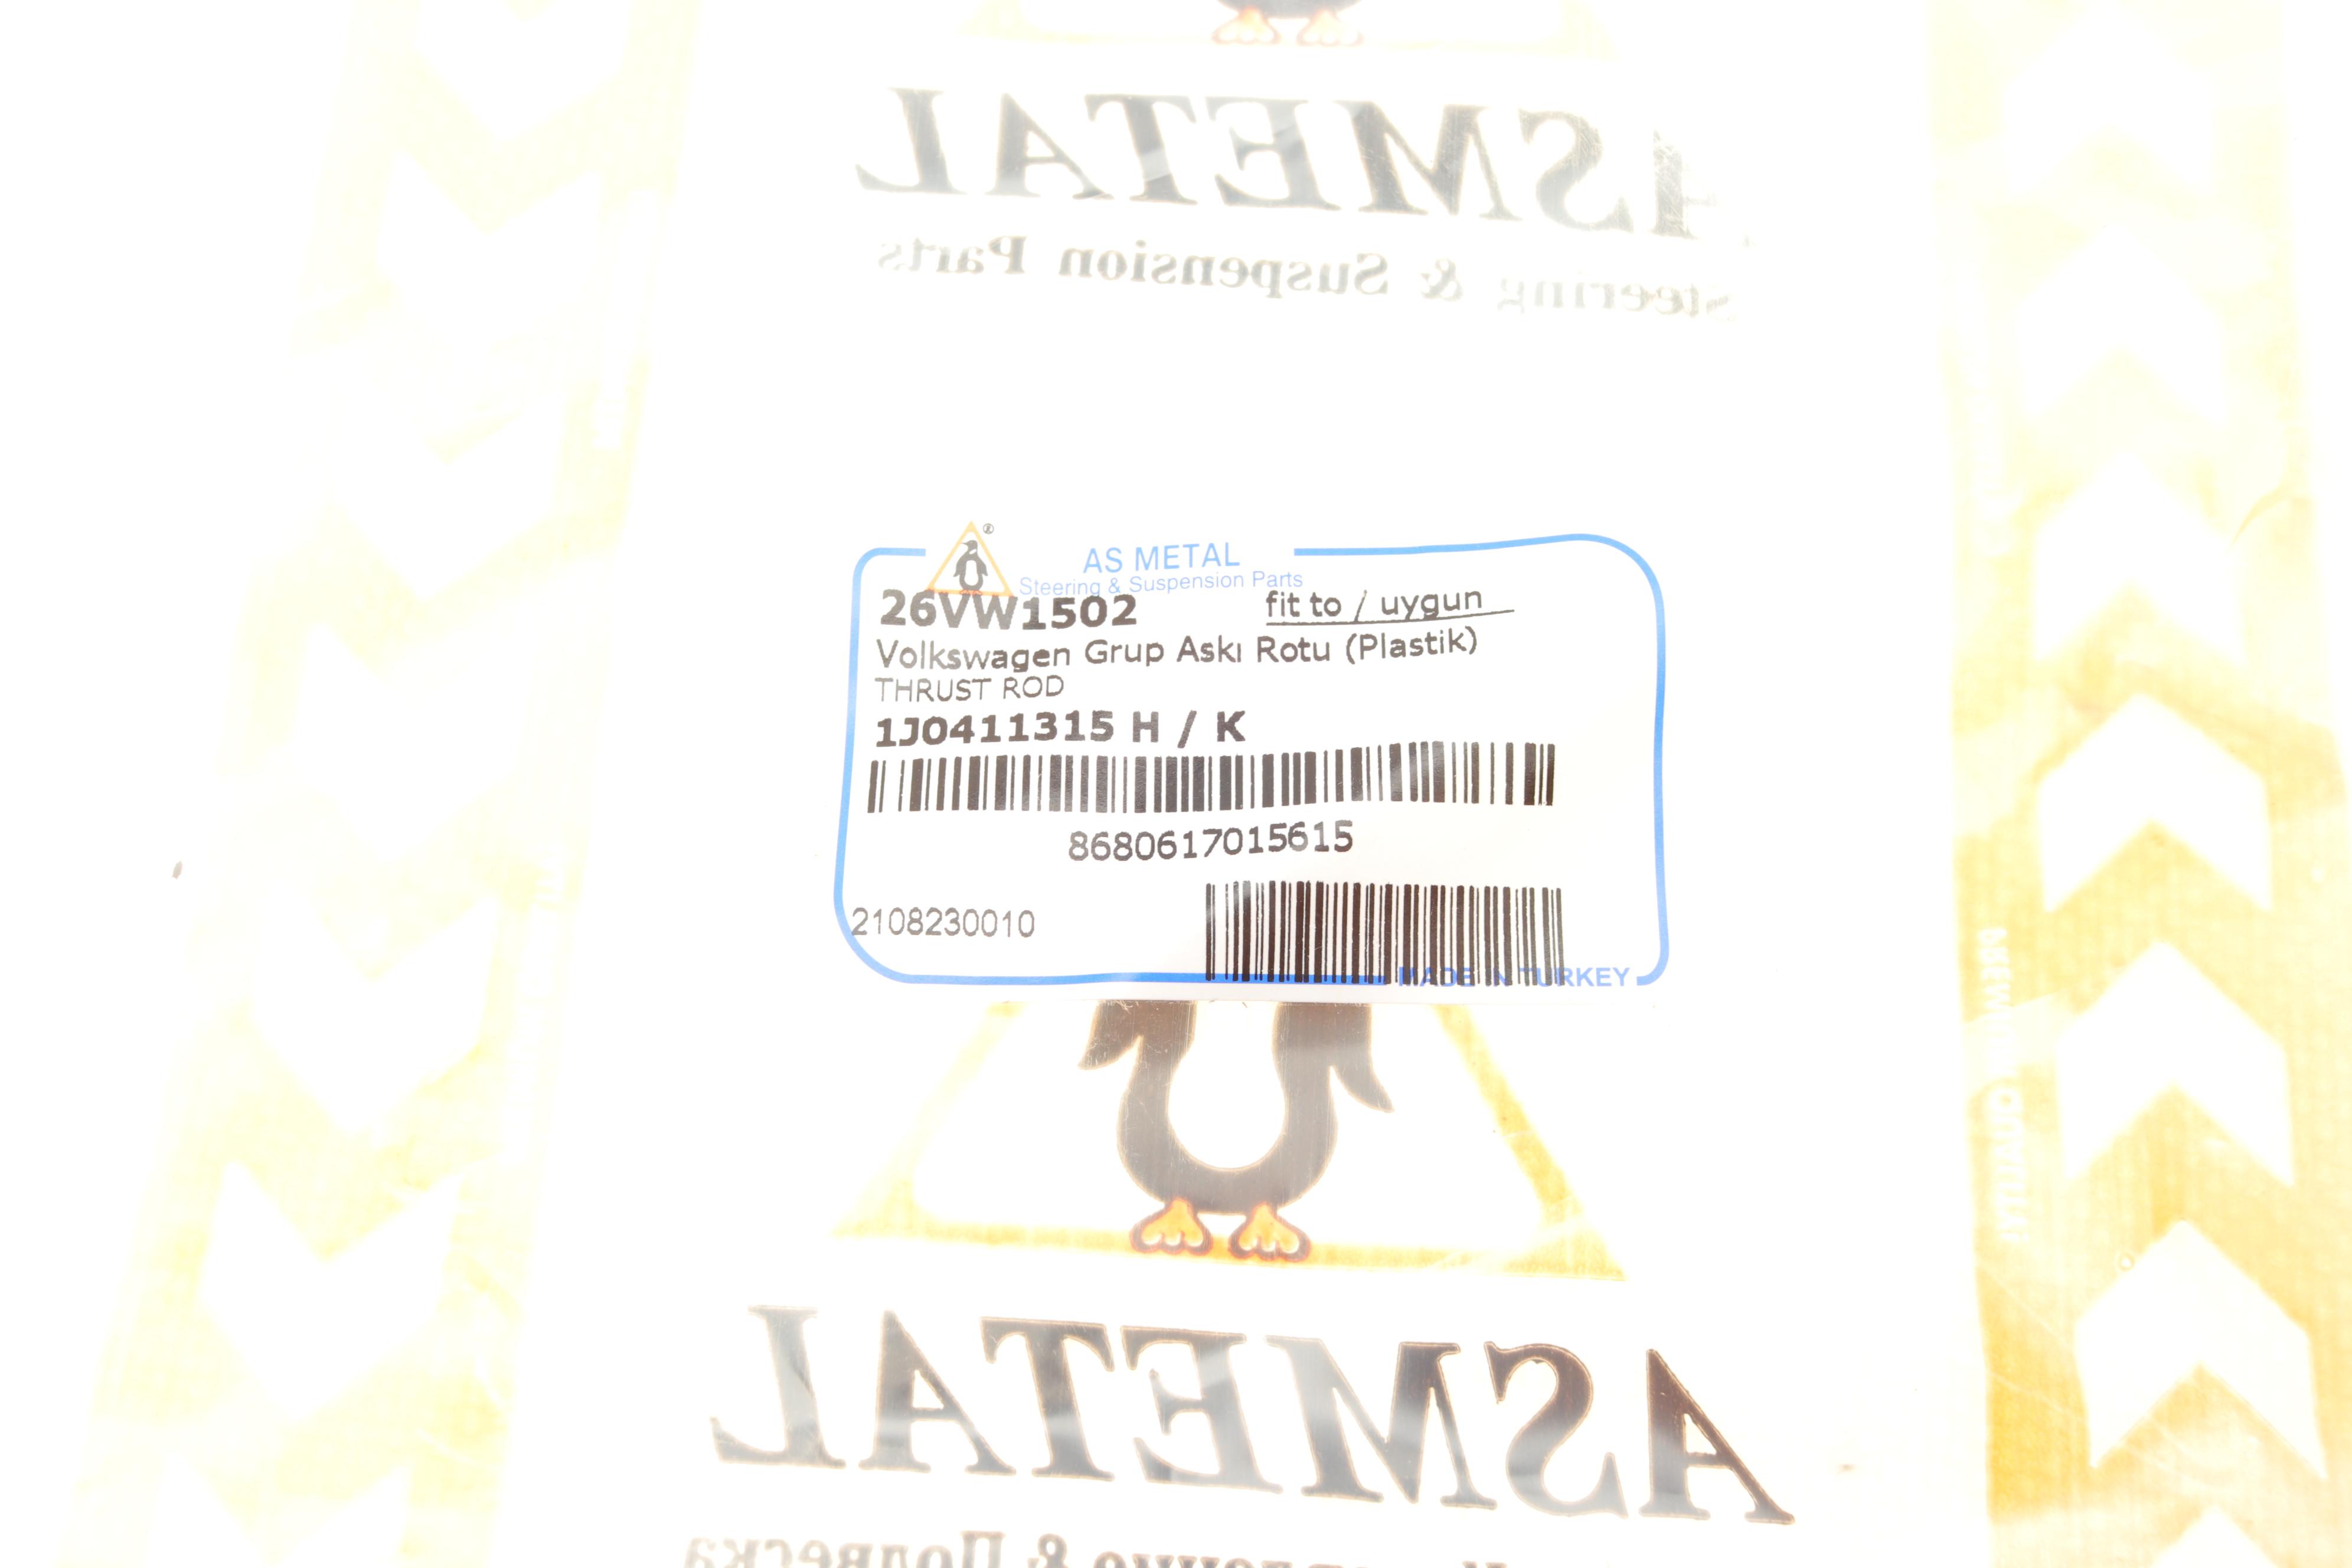 ASMETAL
Steering & Suspension Parts
AS METAL
Steering & Suspension Parts
26VW1502 fit to / uygun
Volkswagen Grup Askı Rotu (Plastik)
THRUST ROD
1J0411315 H / K
8680617015615
2108230010
MADE IN TURKEY
ASMETAL
& Подвеска